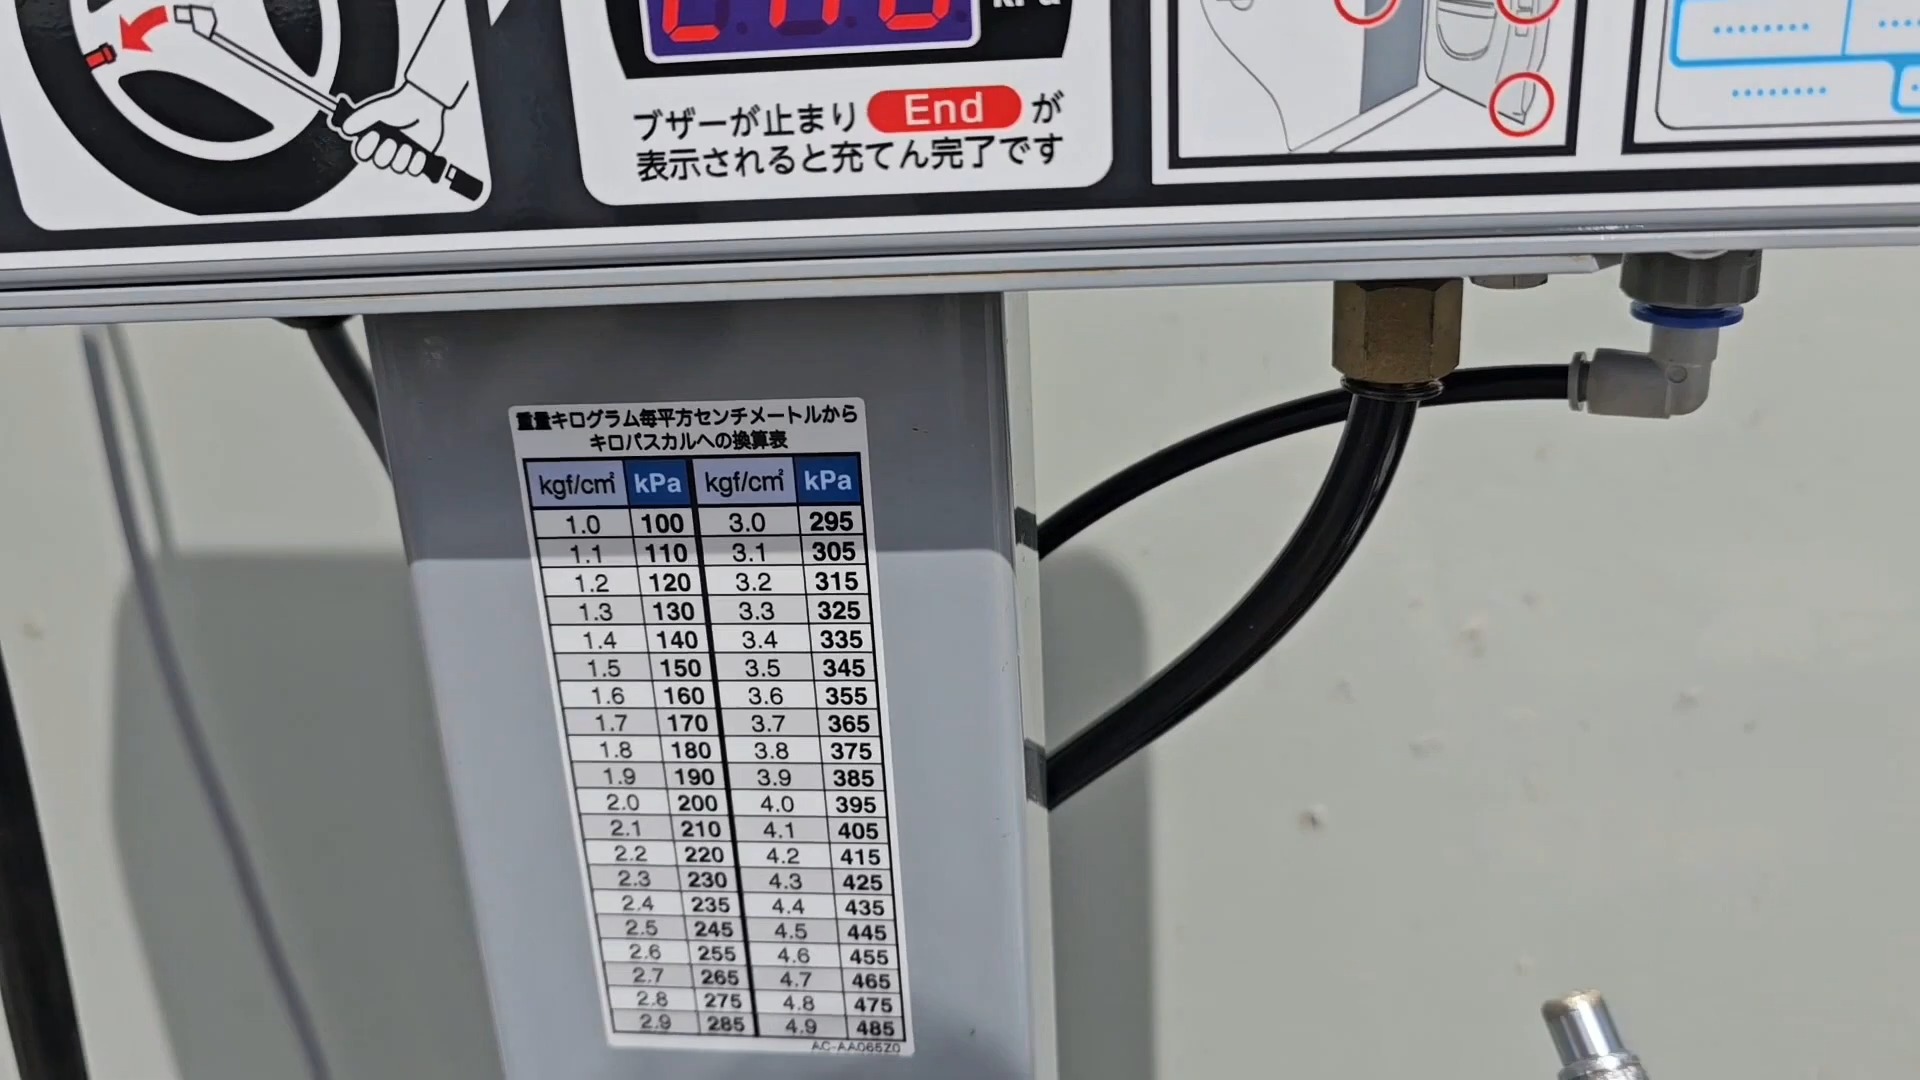 End kPa
ブザーが止まり End が
表示されると充てん完了です
重量キログラム毎平方センチメートルから
キロパスカルへの換算表
kgf/cm² kPa kgf/cm² kPa
1.0 100 3.0 295
1.1 110 3.1 305
1.2 120 3.2 315
1.3 130 3.3 325
1.4 140 3.4 335
1.5 150 3.5 345
1.6 160 3.6 355
1.7 170 3.7 365
1.8 180 3.8 375
1.9 190 3.9 385
2.0 200 4.0 395
2.1 210 4.1 405
2.2 220 4.2 415
2.3 230 4.3 425
2.4 235 4.4 435
2.5 245 4.5 445
2.6 255 4.6 455
2.7 265 4.7 465
2.8 275 4.8 475
2.9 285 4.9 485
AC-AA065Z0